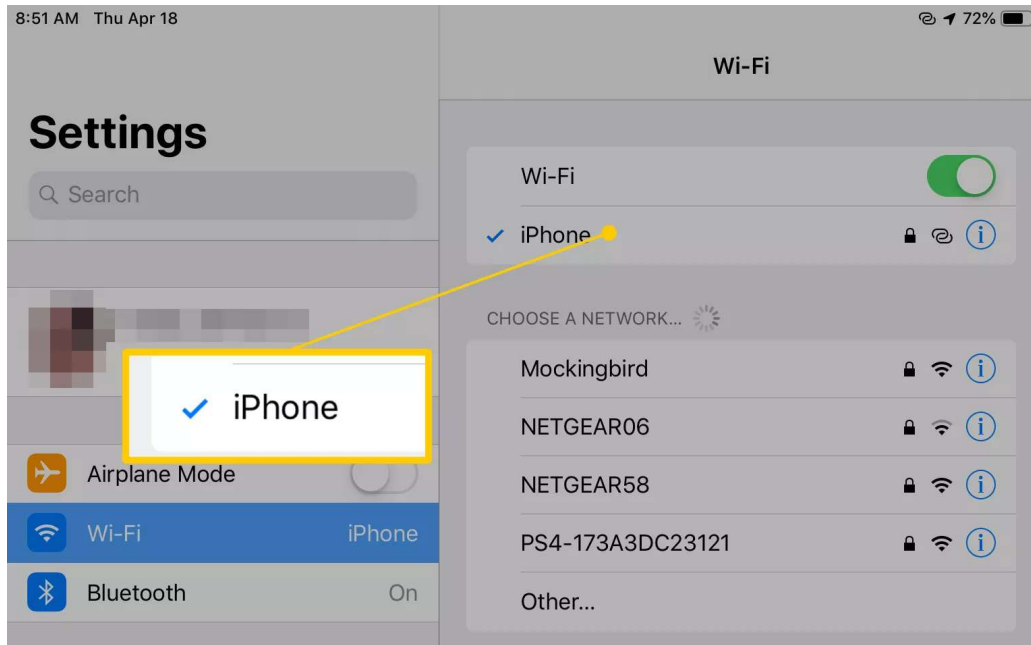 8:51 AM Thu Apr 18
72%
Settings
Search
iPhone
Airplane Mode
Wi-Fi iPhone
Bluetooth On
Wi-Fi
Wi-Fi
iPhone
CHOOSE A NETWORK...
Mockingbird
NETGEAR06
NETGEAR58
PS4-173A3DC23121
Other...